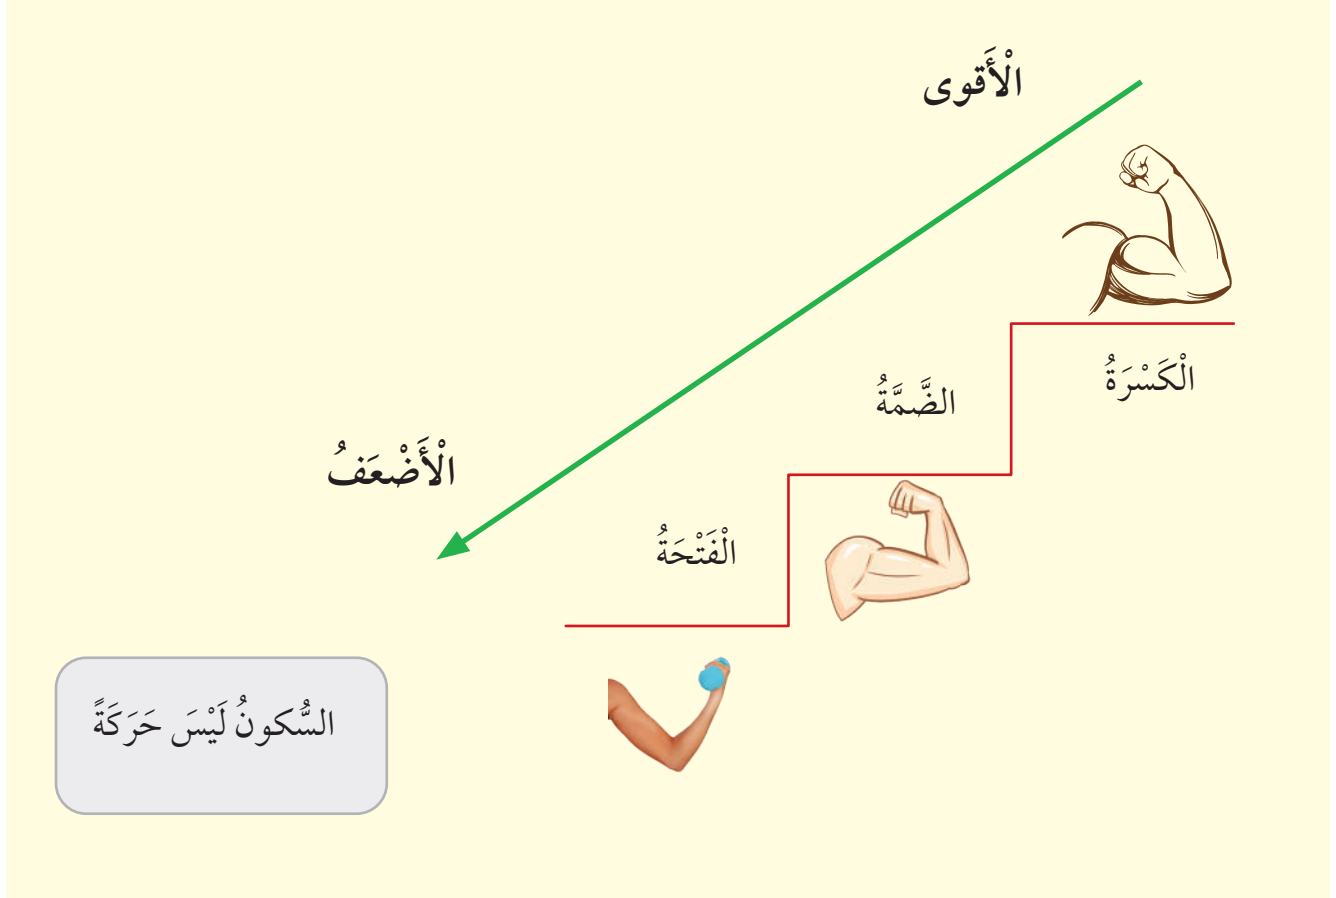 الْأَقوى
الْكَسْرَةُ
الضَّمَّةُ
الْأَضْعَفُ
الْفَتْحَةُ
السُّكونُ لَيْسَ حَرَكَةً